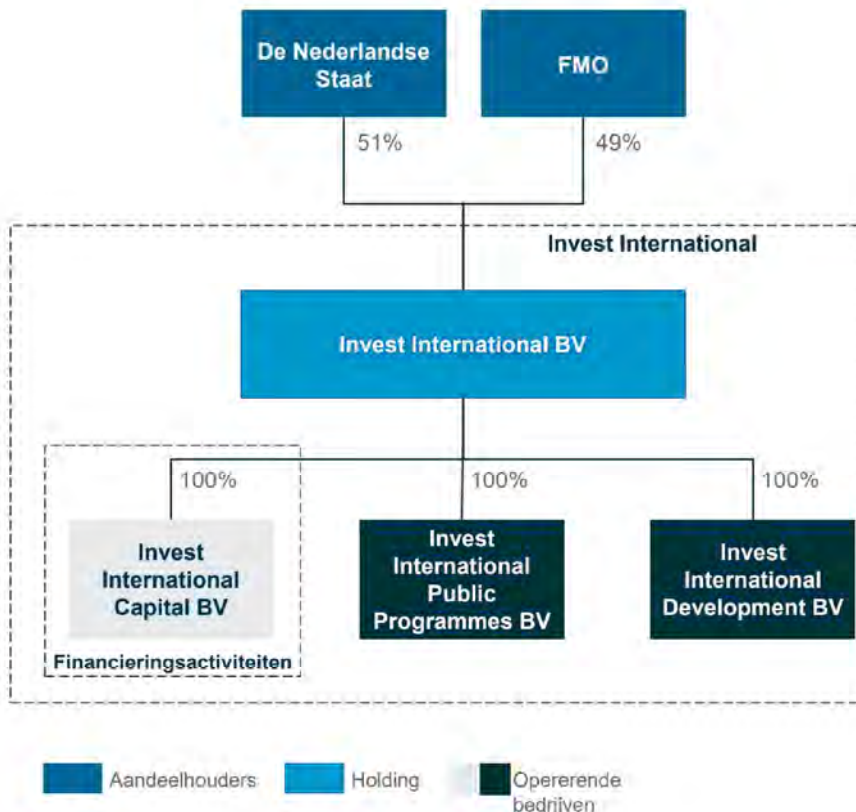 De Nederlandse
Staat
FMO
51%
49%
Invest International
Invest International BV
100%
100%
100%
Invest
International
Capital BV
Invest
International
Public
Programmes BV
Invest
International
Development BV
Financieringsactiviteiten
Aandeelhouders
Holding
Opererende
bedrijven